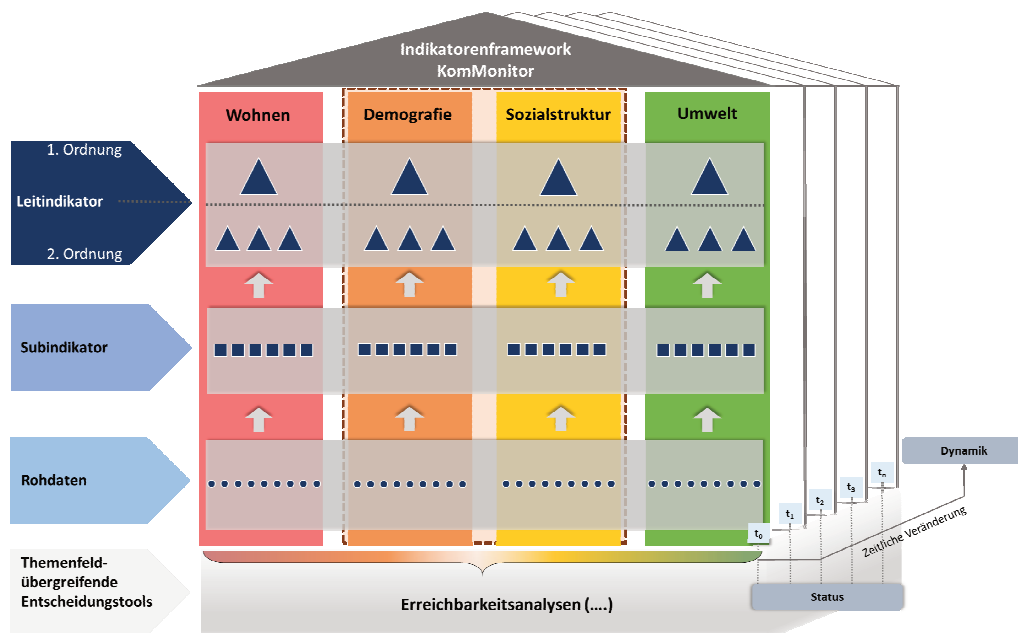 Indikatorenframework
KomMonitor
Wohnen
Demografie
Sozialstruktur
Umwelt
1. Ordnung
Leitindikator
2. Ordnung
Subindikator
Rohdaten
Themenfeld-
übergreifende
Entscheidungstools
Erreichbarkeitsanalysen (....)
t0
t1
t2
t3
tn
Dynamik
Zeitliche Veränderung
Status